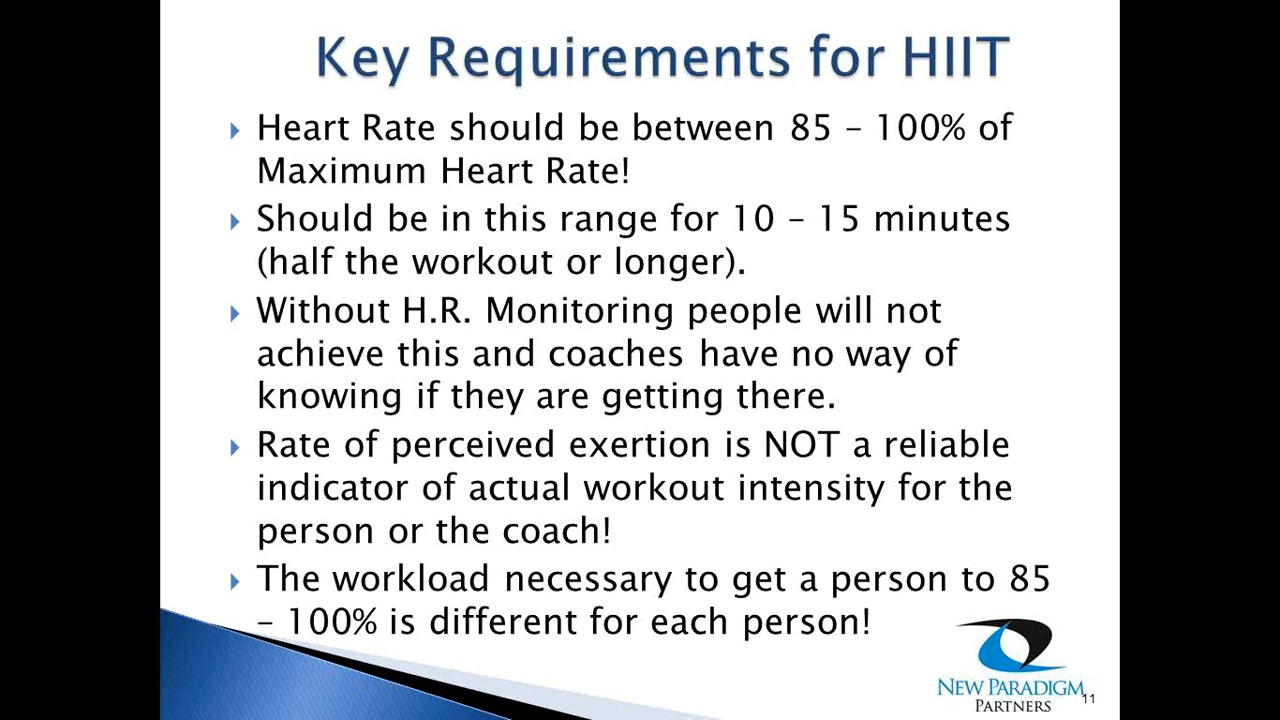 Key Requirements for HIIT
Heart Rate should be between 85 – 100% of
Maximum Heart Rate!
Should be in this range for 10 – 15 minutes
(half the workout or longer).
Without H.R. Monitoring people will not
achieve this and coaches have no way of
knowing if they are getting there.
Rate of perceived exertion is NOT a reliable
indicator of actual workout intensity for the
person or the coach!
The workload necessary to get a person to 85
– 100% is different for each person!
NEW PARADIGM
PARTNERS
11